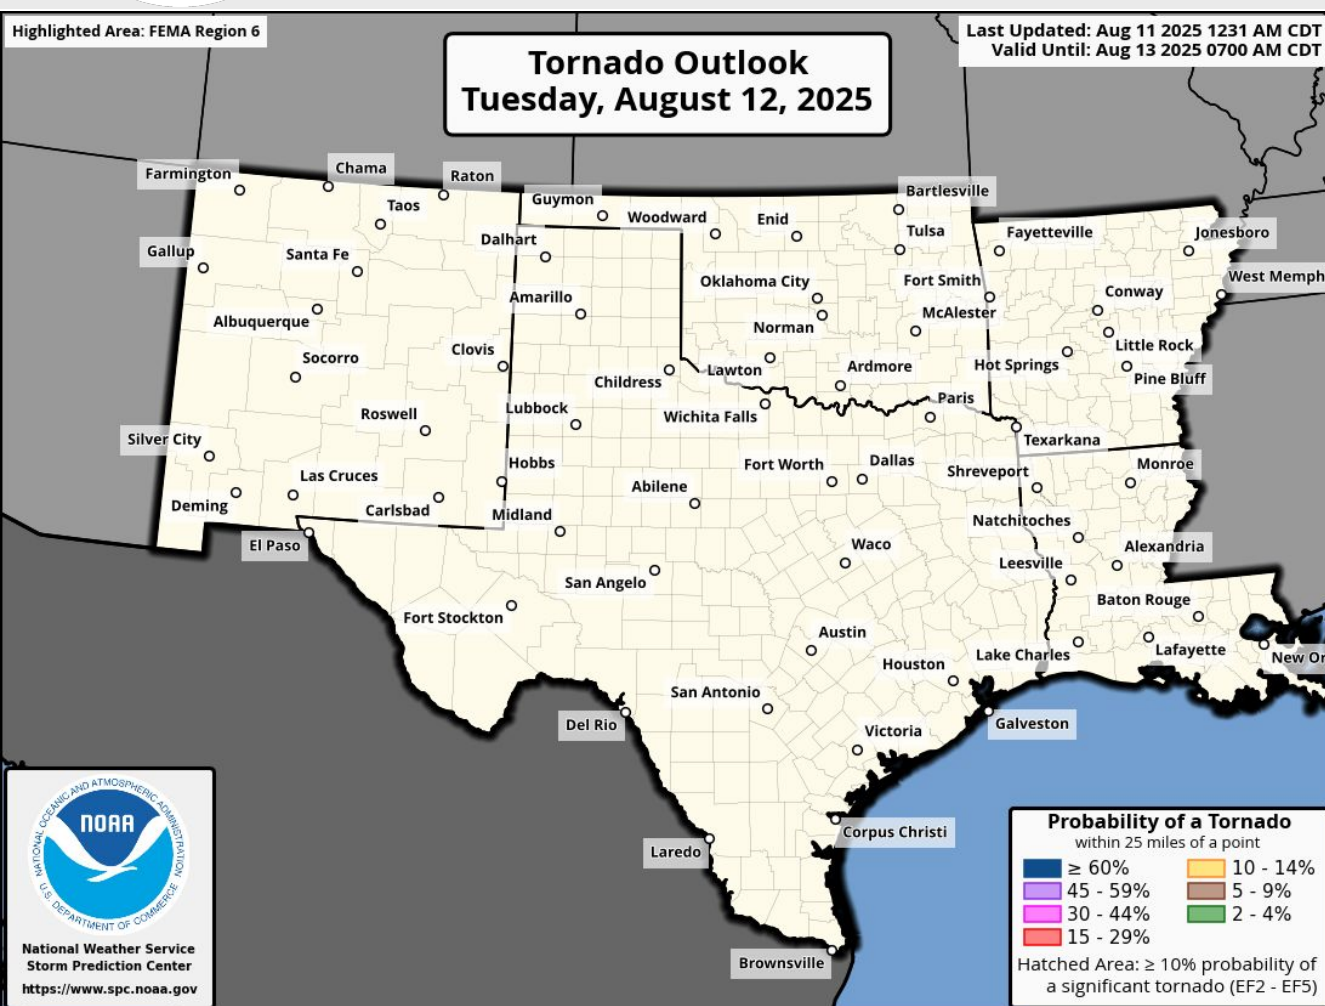 Highlighted Area: FEMA Region 6
Last Updated: Aug 11 2025 1231 AM CDT
Valid Until: Aug 13 2025 0700 AM CDT
Tornado Outlook
Tuesday, August 12, 2025
Farmington
Chama
Raton
Guymon
Bartlesville
Taos
Woodward
Enid
Tulsa
Fayetteville
Jonesboro
Gallup
Santa Fe
Dalhart
Oklahoma City
Fort Smith
West Memph
Albuquerque
Amarillo
Norman
McAlester
Conway
Little Rock
Socorro
Clovis
Childress
Lawton
Ardmore
Hot Springs
Pine Bluff
Roswell
Lubbock
Wichita Falls
Paris
Texarkana
Silver City
Las Cruces
Hobbs
Abilene
Fort Worth
Dallas
Shreveport
Monroe
Deming
Carlsbad
Midland
Natchitoches
El Paso
San Angelo
Waco
Leesville
Alexandria
Fort Stockton
Austin
Baton Rouge
Houston
Lake Charles
Lafayette
New Or
San Antonio
Del Rio
Victoria
Galveston
Laredo
Corpus Christi
Brownsville
NATIONAL OCEANIC AND ATMOSPHERIC ADMINISTRATION
NOAA
U.S. DEPARTMENT OF COMMERCE
National Weather Service
Storm Prediction Center
https://www.spc.noaa.gov
Probability of a Tornado
within 25 miles of a point
≥ 60% 10 - 14%
45 - 59% 5 - 9%
30 - 44% 2 - 4%
15 - 29%
Hatched Area: ≥ 10% probability of
a significant tornado (EF2 - EF5)